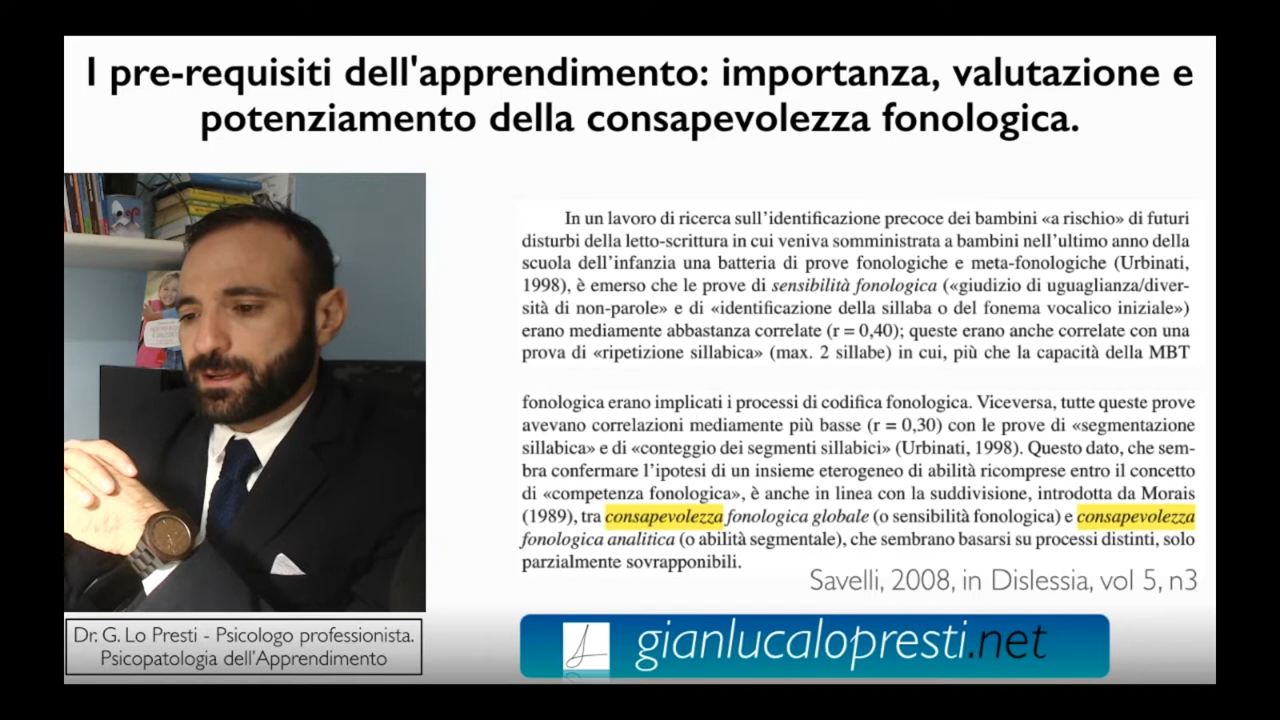 I pre-requisiti dell'apprendimento: importanza, valutazione e
potenziamento della consapevolezza fonologica.
In un lavoro di ricerca sull'identificazione precoce dei bambini «a rischio» di futuri
disturbi della letto-scrittura in cui veniva somministrata a bambini nell'ultimo anno della
scuola dell'infanzia una batteria di prove fonologiche e meta-fonologiche (Urbinati,
1998), è emerso che le prove di sensibilità fonologica («giudizio di uguaglianza/diver-
sità di non-parole» e di «identificazione della sillaba o del fonema vocalico iniziale»)
erano mediamente abbastanza correlate (r = 0,40); queste erano anche correlate con una
prova di «ripetizione sillabica» (max. 2 sillabe) in cui, più che la capacità della MBT
fonologica erano implicati i processi di codifica fonologica. Viceversa, tutte queste prove
avevano correlazioni mediamente più basse (r = 0,30) con le prove di «segmentazione
sillabica» e di «conteggio dei segmenti sillabici» (Urbinati, 1998). Questo dato, che sem-
bra confermare l'ipotesi di un insieme eterogeneo di abilità ricomprese entro il concetto
di «competenza fonologica», è anche in linea con la suddivisione, introdotta da Morais
(1989), tra consapevolezza fonologica globale (o sensibilità fonologica) e consapevolezza
fonologica analitica (o abilità segmentale), che sembrano basarsi su processi distinti, solo
parzialmente sovrapponibili.
Savelli, 2008, in Dislessia, vol 5, n3
Dr. G. Lo Presti - Psicologo professionista.
Psicopatologia dell'Apprendimento
gianlucalopresti.net